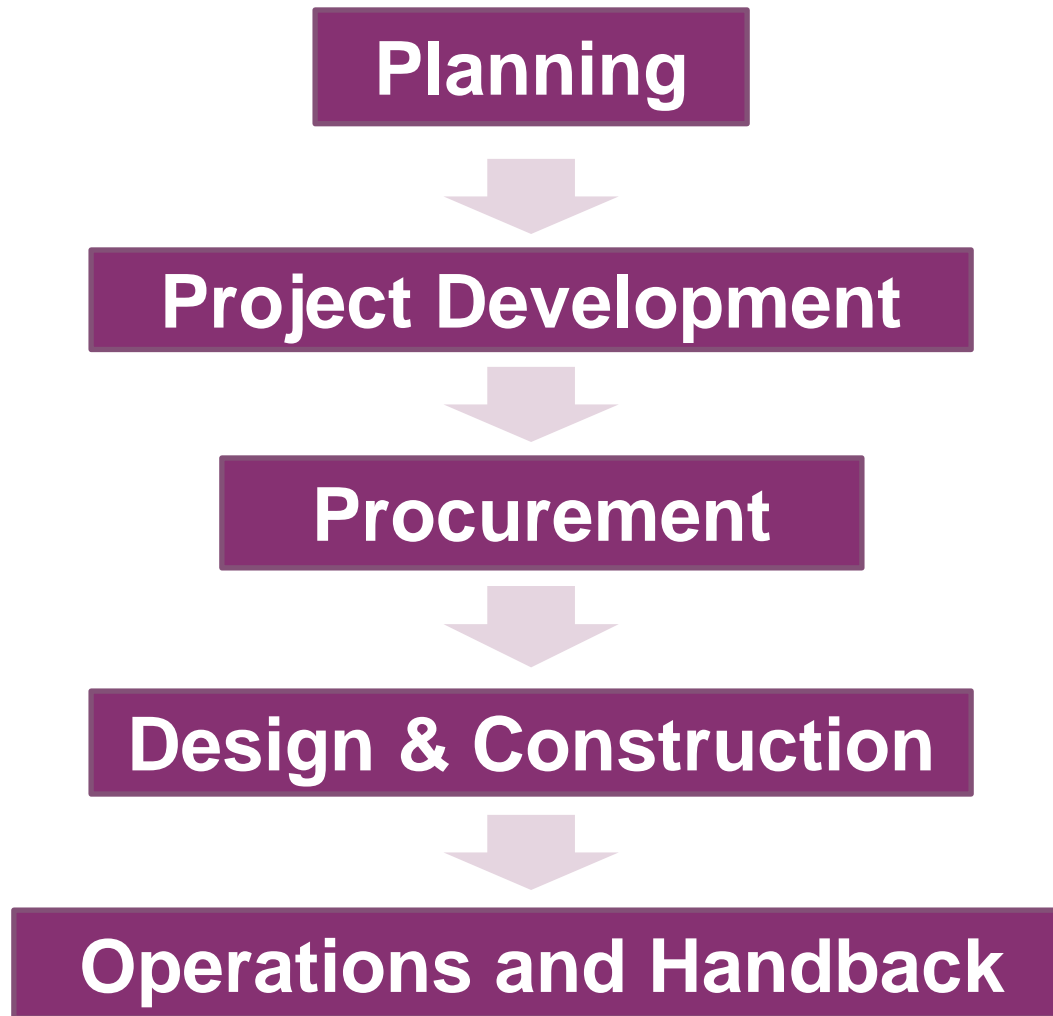 Planning
Project Development
Procurement
Design & Construction
Operations and Handback